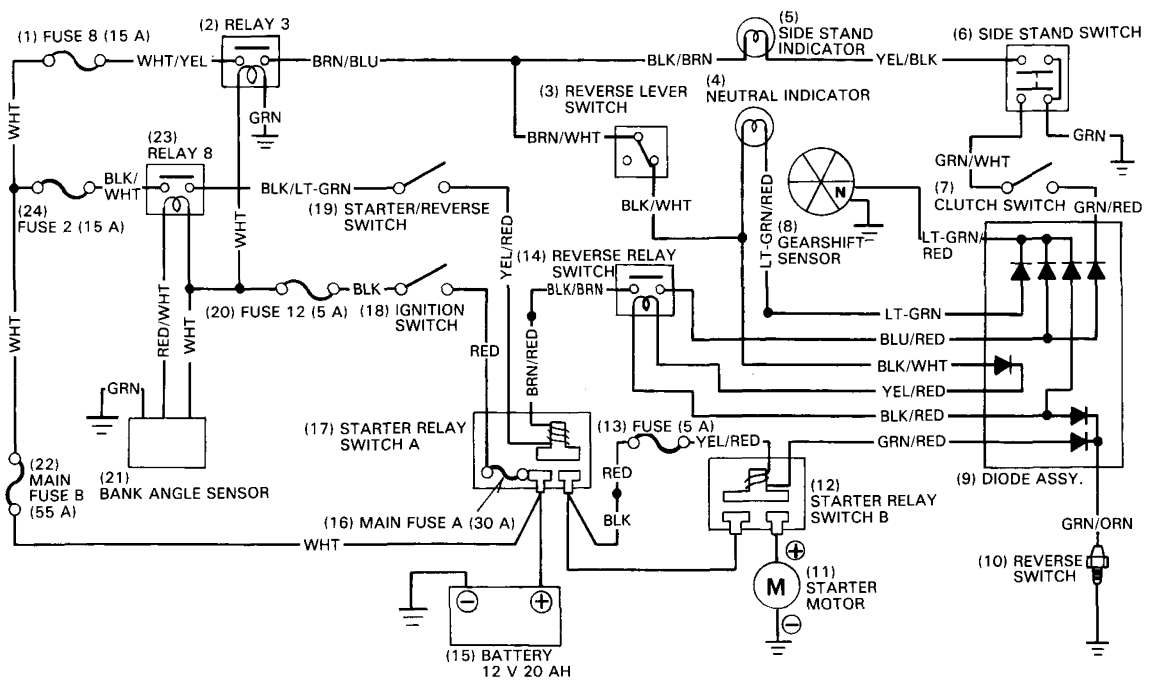 (1) FUSE 8 (15 A)
(2) RELAY 3
(5)
SIDE STAND
INDICATOR
(6) SIDE STAND SWITCH
WHT/YEL
BRN/BLU
BLK/BRN
YEL/BLK
(4)
NEUTRAL INDICATOR
(3) REVERSE LEVER
SWITCH
WHT
GRN
BRN/WHT
GRN
(23)
RELAY 8
BLK/
WHT
BLK/LT-GRN
GRN/WHT
(7)
CLUTCH SWITCH
N
(24)
FUSE 2 (15 A)
(19) STARTER/REVERSE
SWITCH
BLK/WHT
GRN/RED
WHT
YEL/RED
LT-GRN/RED
(8)
GEARSHIFT
SENSOR
LT-GRN/
RED
(14) REVERSE RELAY
SWITCH
BLK/BRN
BLK
(20) FUSE 12 (5 A)
(18) IGNITION
SWITCH
LT-GRN
WHT
RED/WHT
WHT
RED
BRN/RED
BLU/RED
BLK/WHT
YEL/RED
GRN
BLK/RED
(17) STARTER RELAY
SWITCH A
(13) FUSE (5 A)
YEL/RED
GRN/RED
(22)
MAIN
FUSE B
(55 A)
(21)
BANK ANGLE SENSOR
RED
(9) DIODE ASSY.
(12)
STARTER RELAY
SWITCH B
(16) MAIN FUSE A (30 A)
BLK
GRN/ORN
WHT
+
(10) REVERSE
SWITCH
(11)
STARTER
MOTOR
M
−
− +
(15) BATTERY
12 V 20 AH